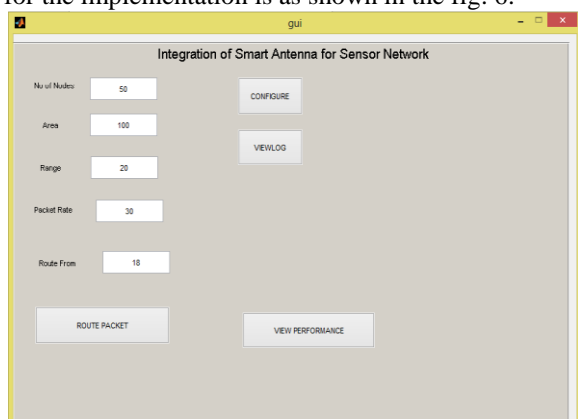 for the implementation is as shown in the fig. 6.
gui
Integration of Smart Antenna for Sensor Network
No of Nodes 50
CONFIGURE
Area 100
VIEWLOG
Range 20
Packet Rate 30
Route From 18
ROUTE PACKET
VIEW PERFORMANCE